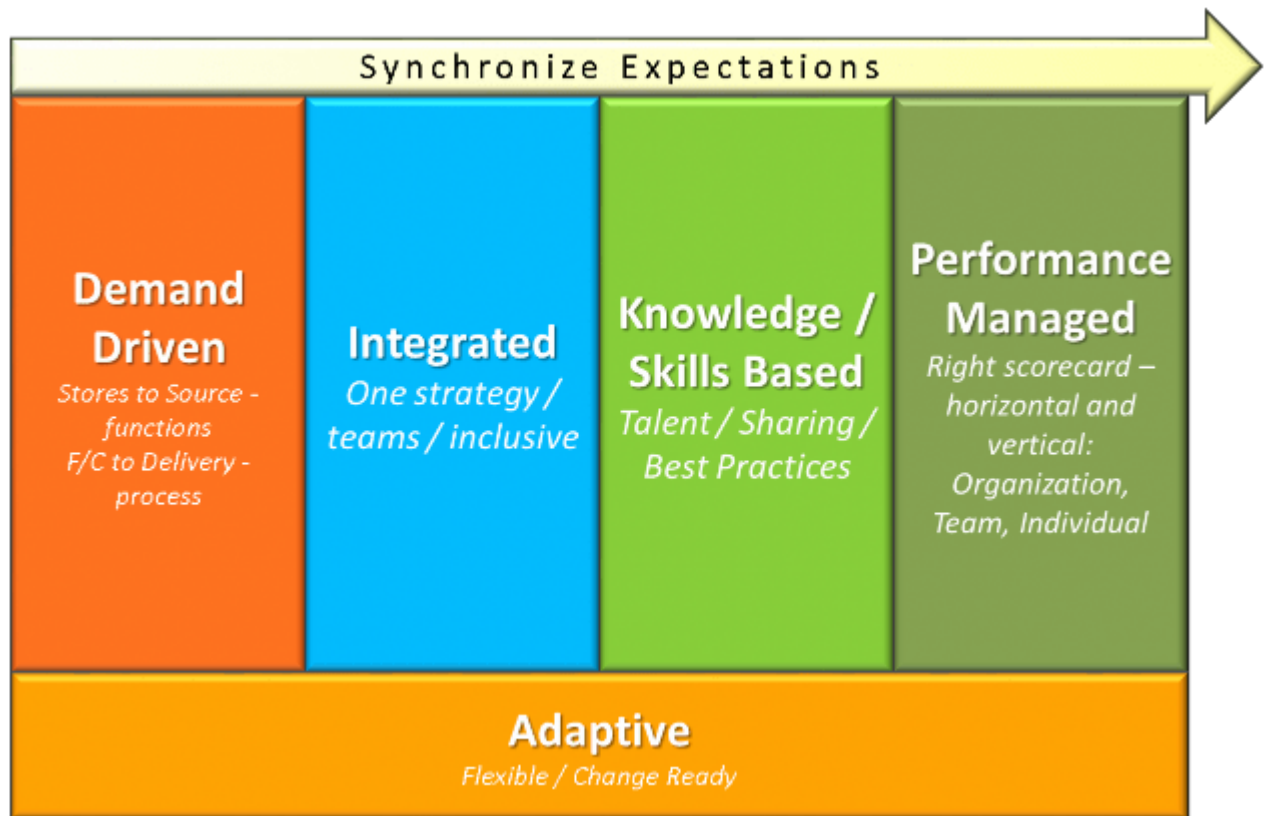 Synchronize Expectations
Demand
Driven
Stores to Source -
functions
F/C to Delivery -
process
Integrated
One strategy /
teams / inclusive
Knowledge /
Skills Based
Talent / Sharing /
Best Practices
Performance
Managed
Right scorecard –
horizontal and
vertical:
Organization,
Team, Individual
Adaptive
Flexible / Change Ready